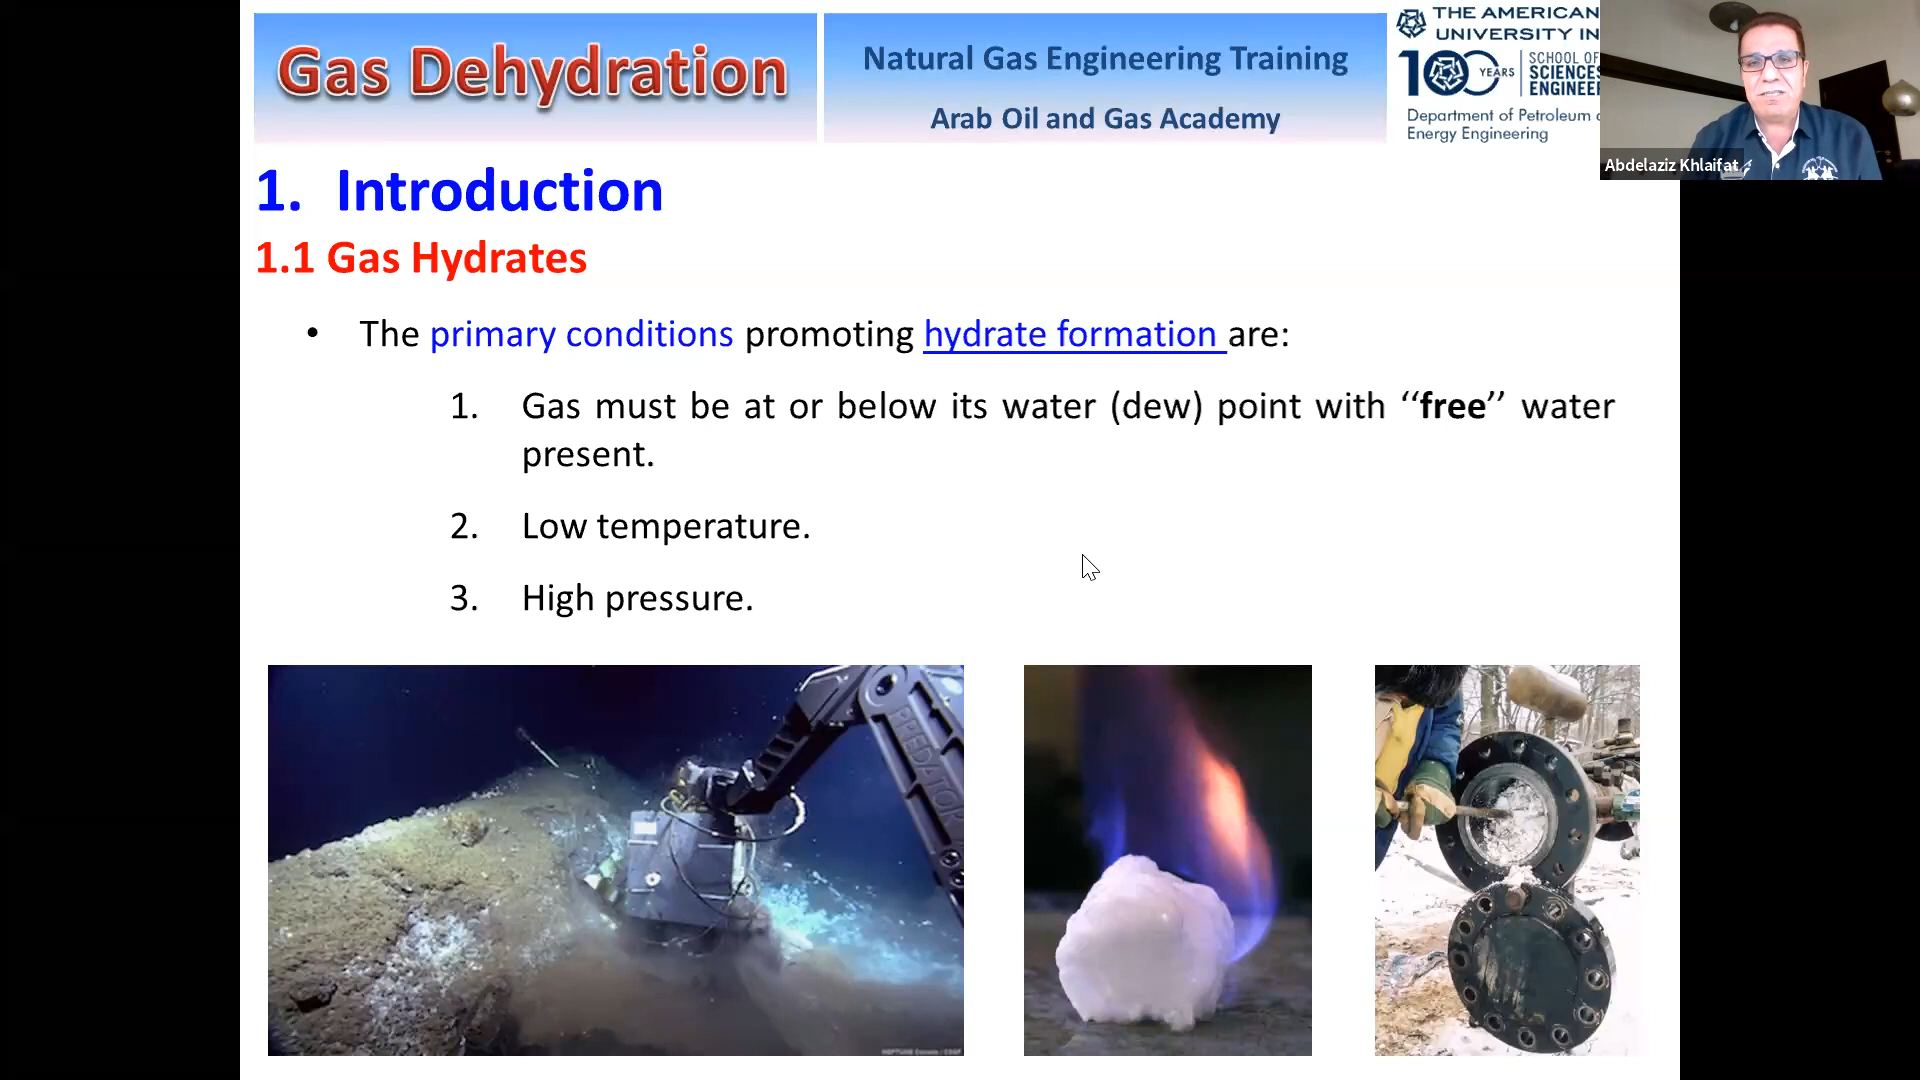 Gas Dehydration
Natural Gas Engineering Training
Arab Oil and Gas Academy
THE AMERICAN
UNIVERSITY IN
100 YEARS
SCHOOL OF
SCIENCES
ENGINEE
Department of Petroleum
Energy Engineering
Abdelaziz Khlaifat
1. Introduction
1.1 Gas Hydrates
• The primary conditions promoting hydrate formation are:
1. Gas must be at or below its water (dew) point with ‘‘free’’ water
present.
2. Low temperature.
3. High pressure.
PREDATOR